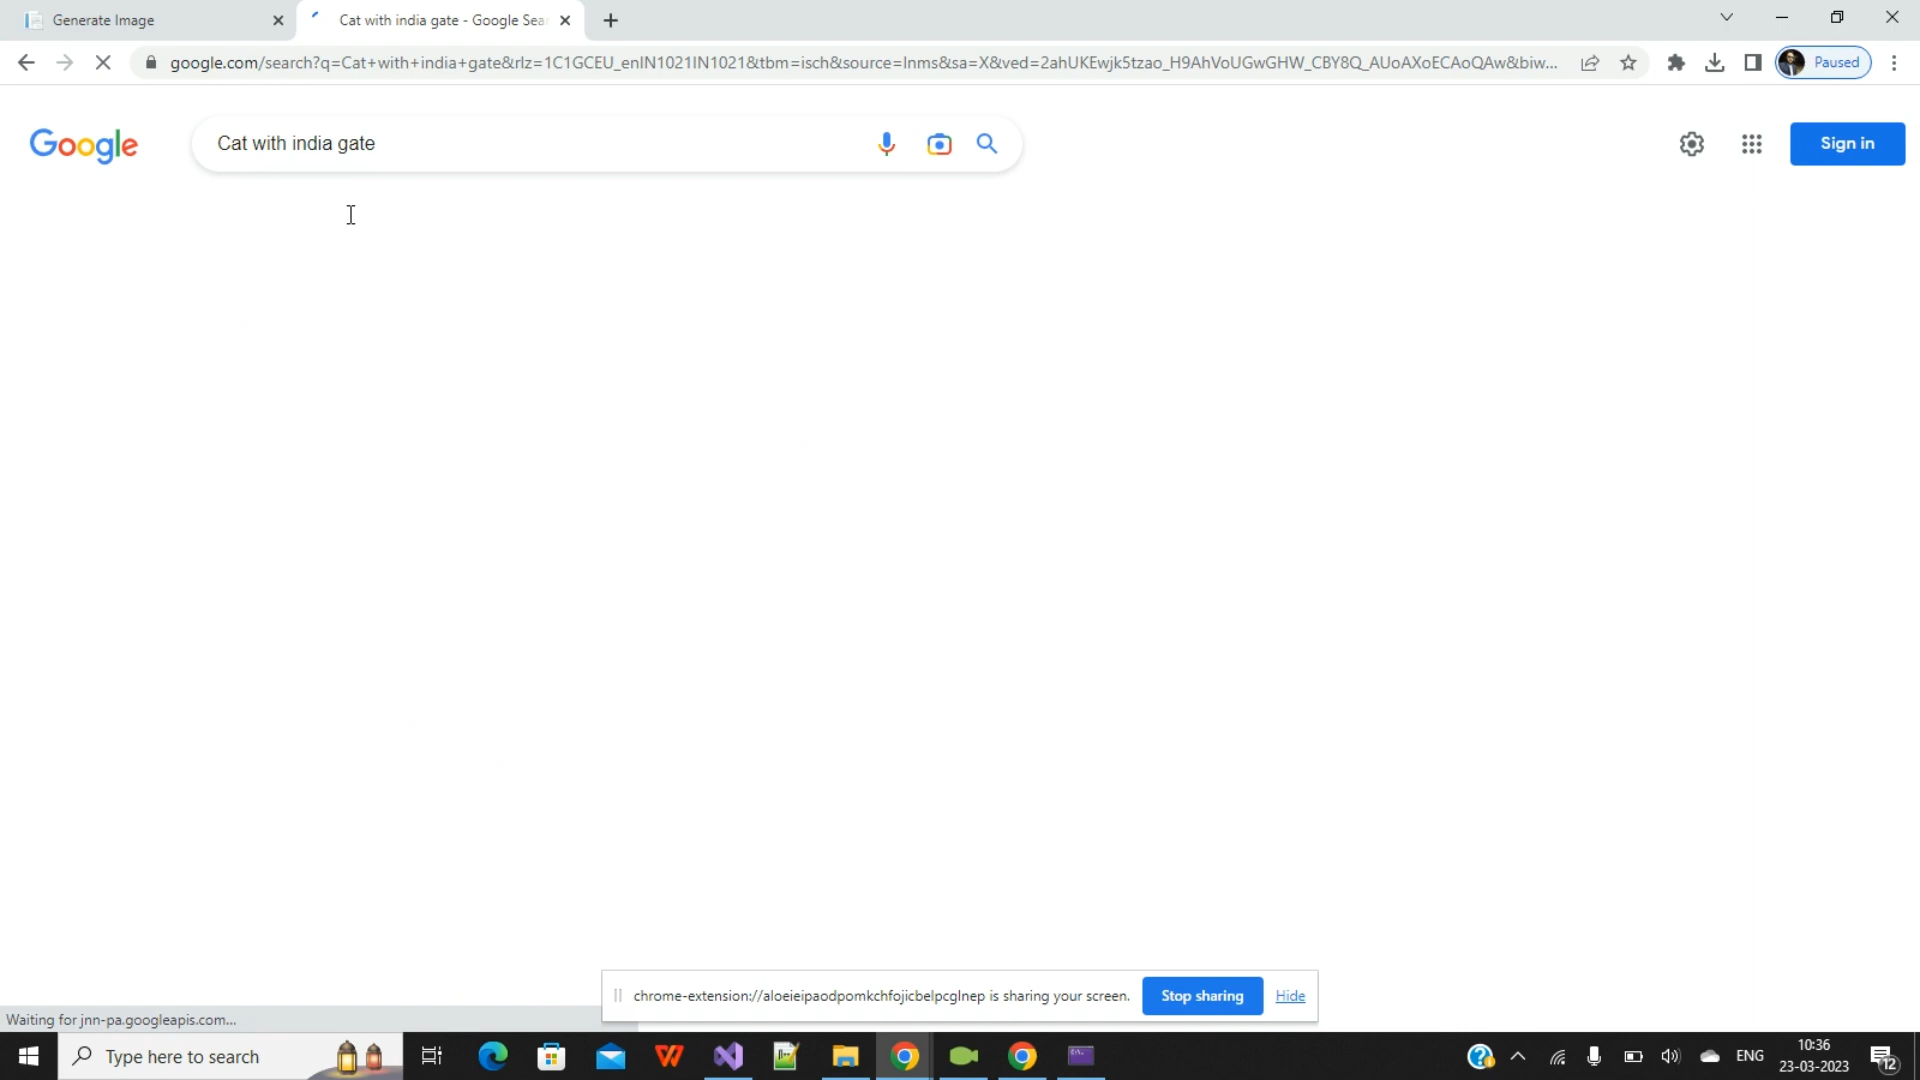 Generate Image
Cat with india gate - Google Sea
google.com/search?q=Cat+with+india+gate&rlz=1C1GCEU_enIN1021IN1021&tbm=isch&source=lnms&sa=X&ved=2ahUKEwjk5tzao_H9AhVoUGwGHW_CBY8Q_AUoAXoECAoQAw&biw...
Paused
Google
Cat with india gate
Sign in
chrome-extension://aloeieipaodpomkchfojicbelpcglnep is sharing your screen.
Stop sharing
Hide
Waiting for jnn-pa.googleapis.com...
Type here to search
ENG
10:36
23-03-2023
12